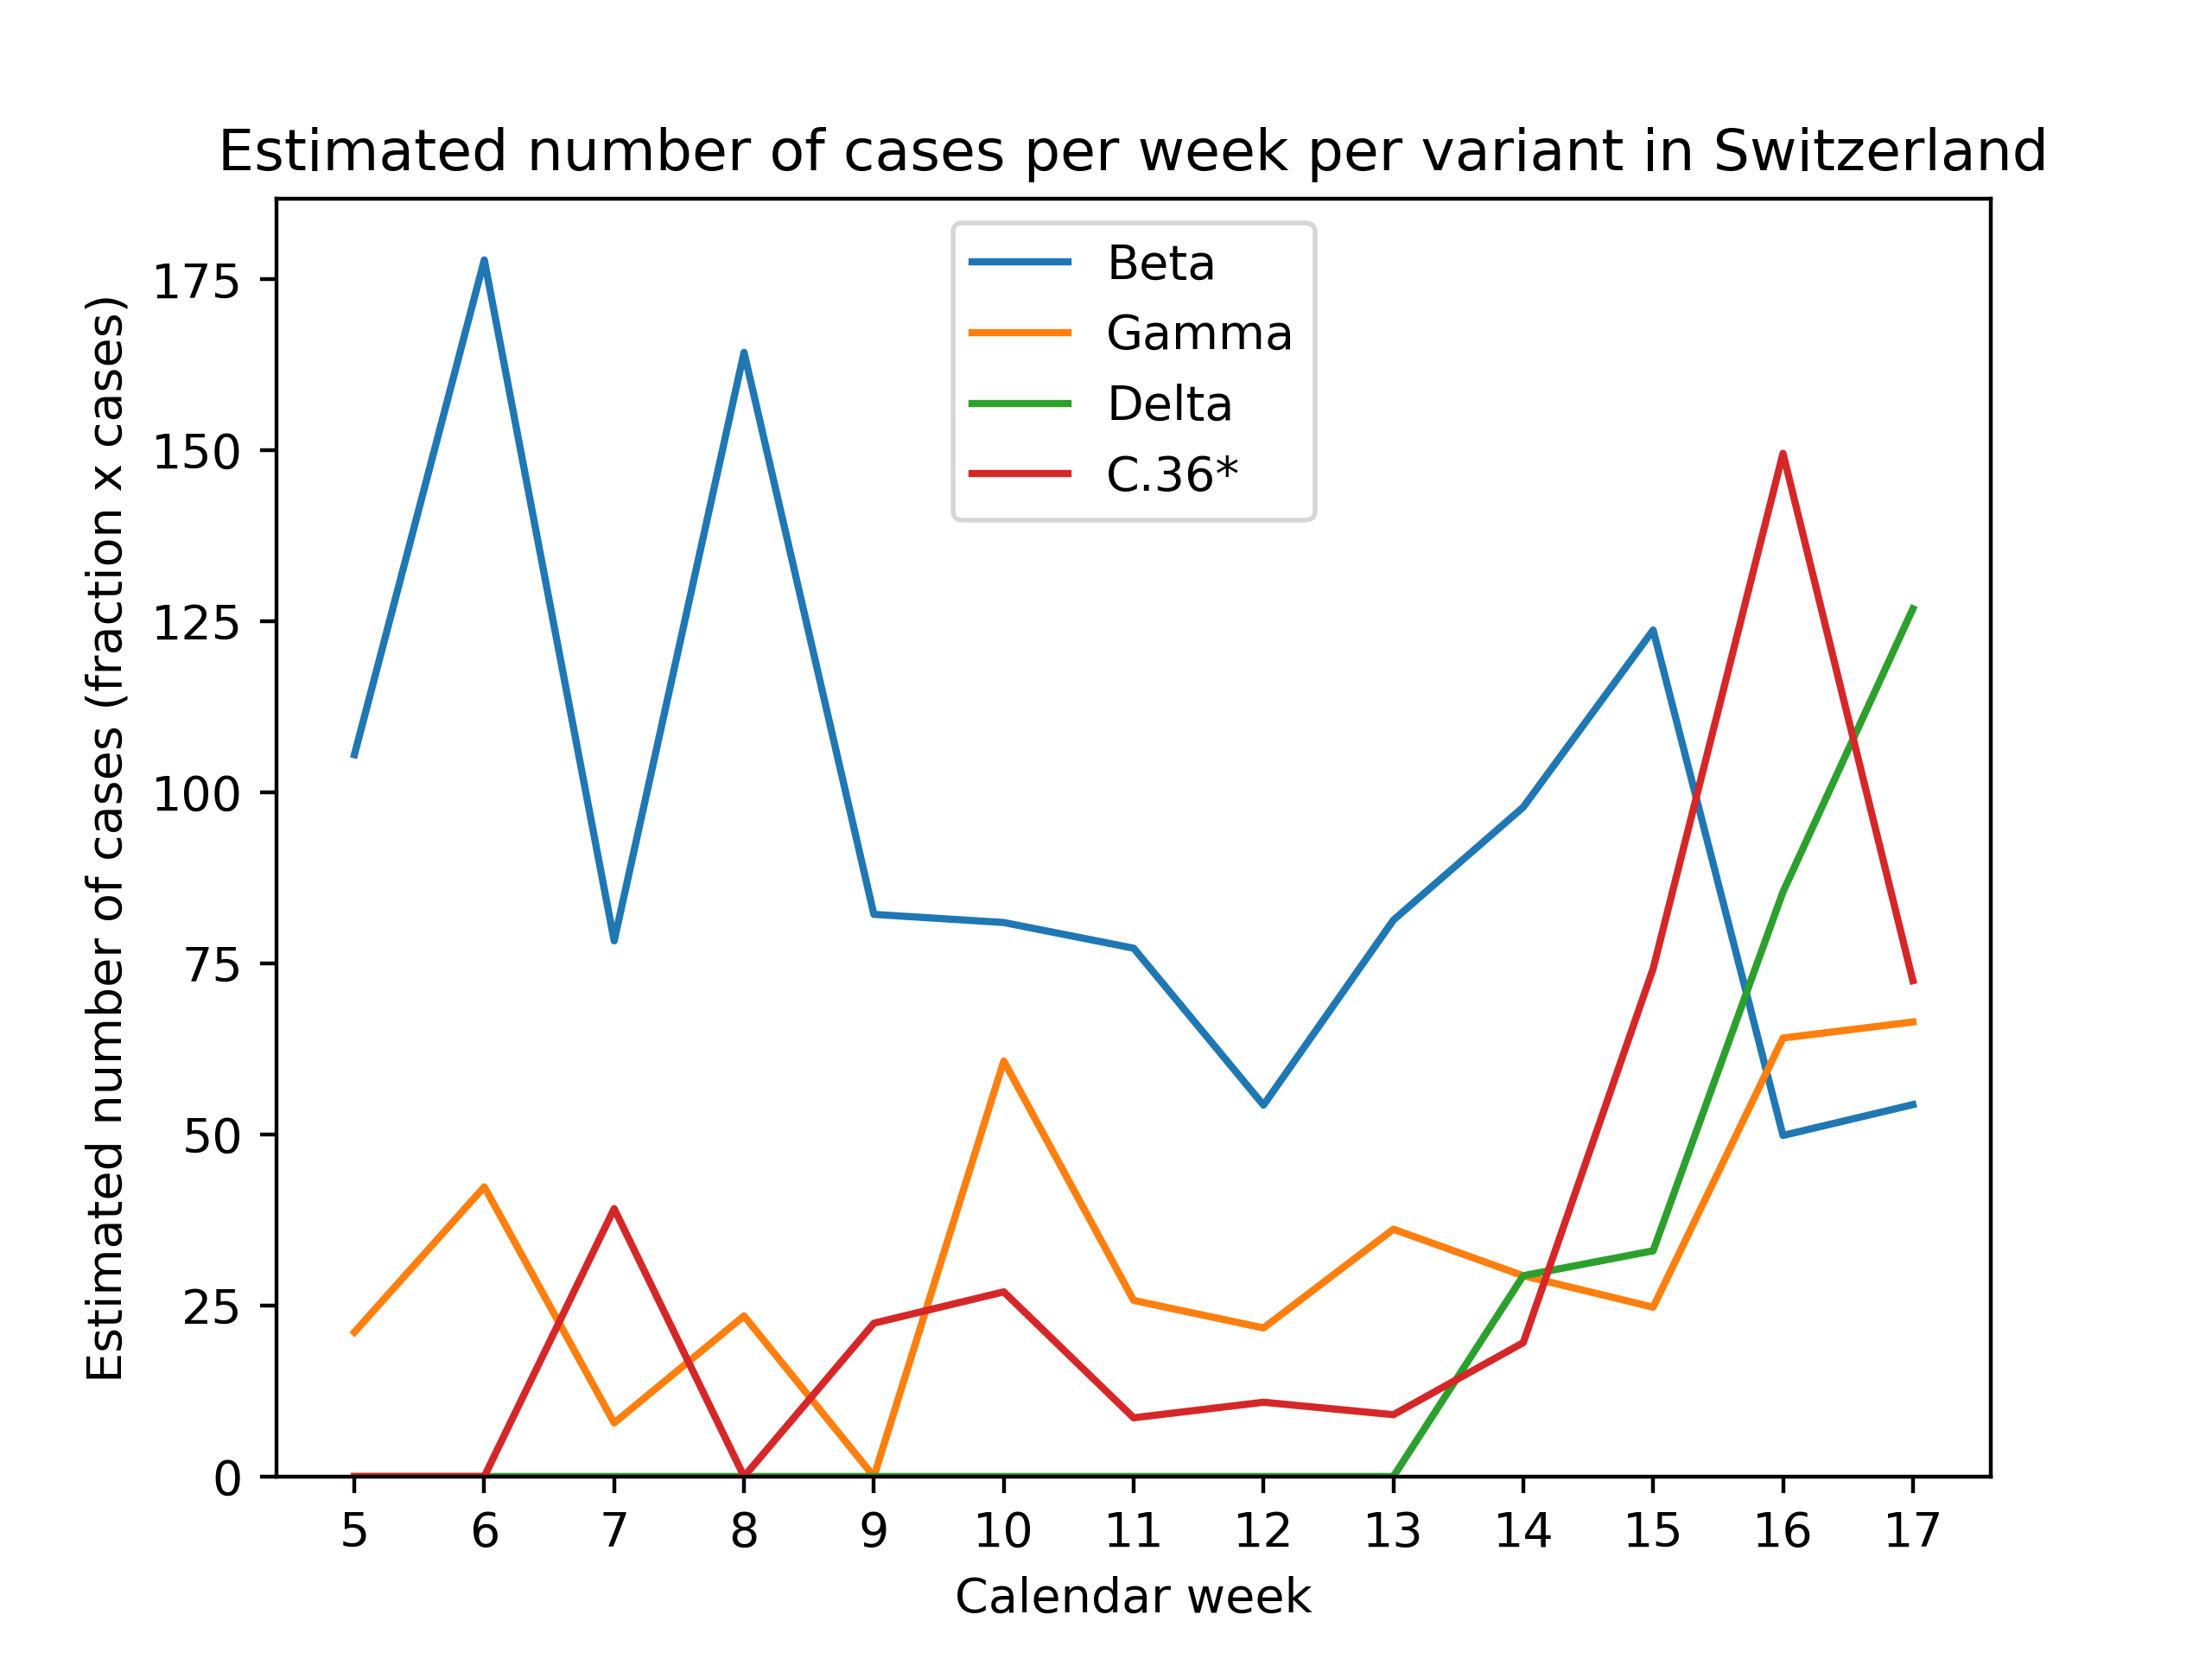 Estimated number of cases per week per variant in Switzerland
Estimated number of cases (fraction x cases)
175
150
125
100
75
50
25
0
Beta
Gamma
Delta
C.36*
5 6 7 8 9 10 11 12 13 14 15 16 17
Calendar week